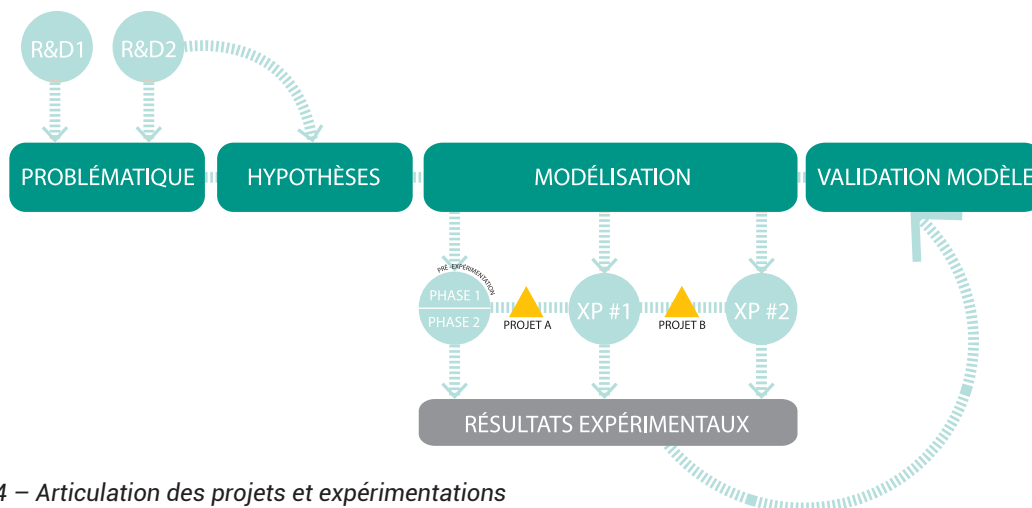 R&D1
R&D2
PROBLÉMATIQUE
HYPOTHÈSES
MODÉLISATION
VALIDATION MODÈLE
PRÉ-EXPÉRIMENTATION
PHASE 1
PHASE 2
PROJET A
XP #1
PROJET B
XP #2
RÉSULTATS EXPÉRIMENTAUX
4 – Articulation des projets et expérimentations